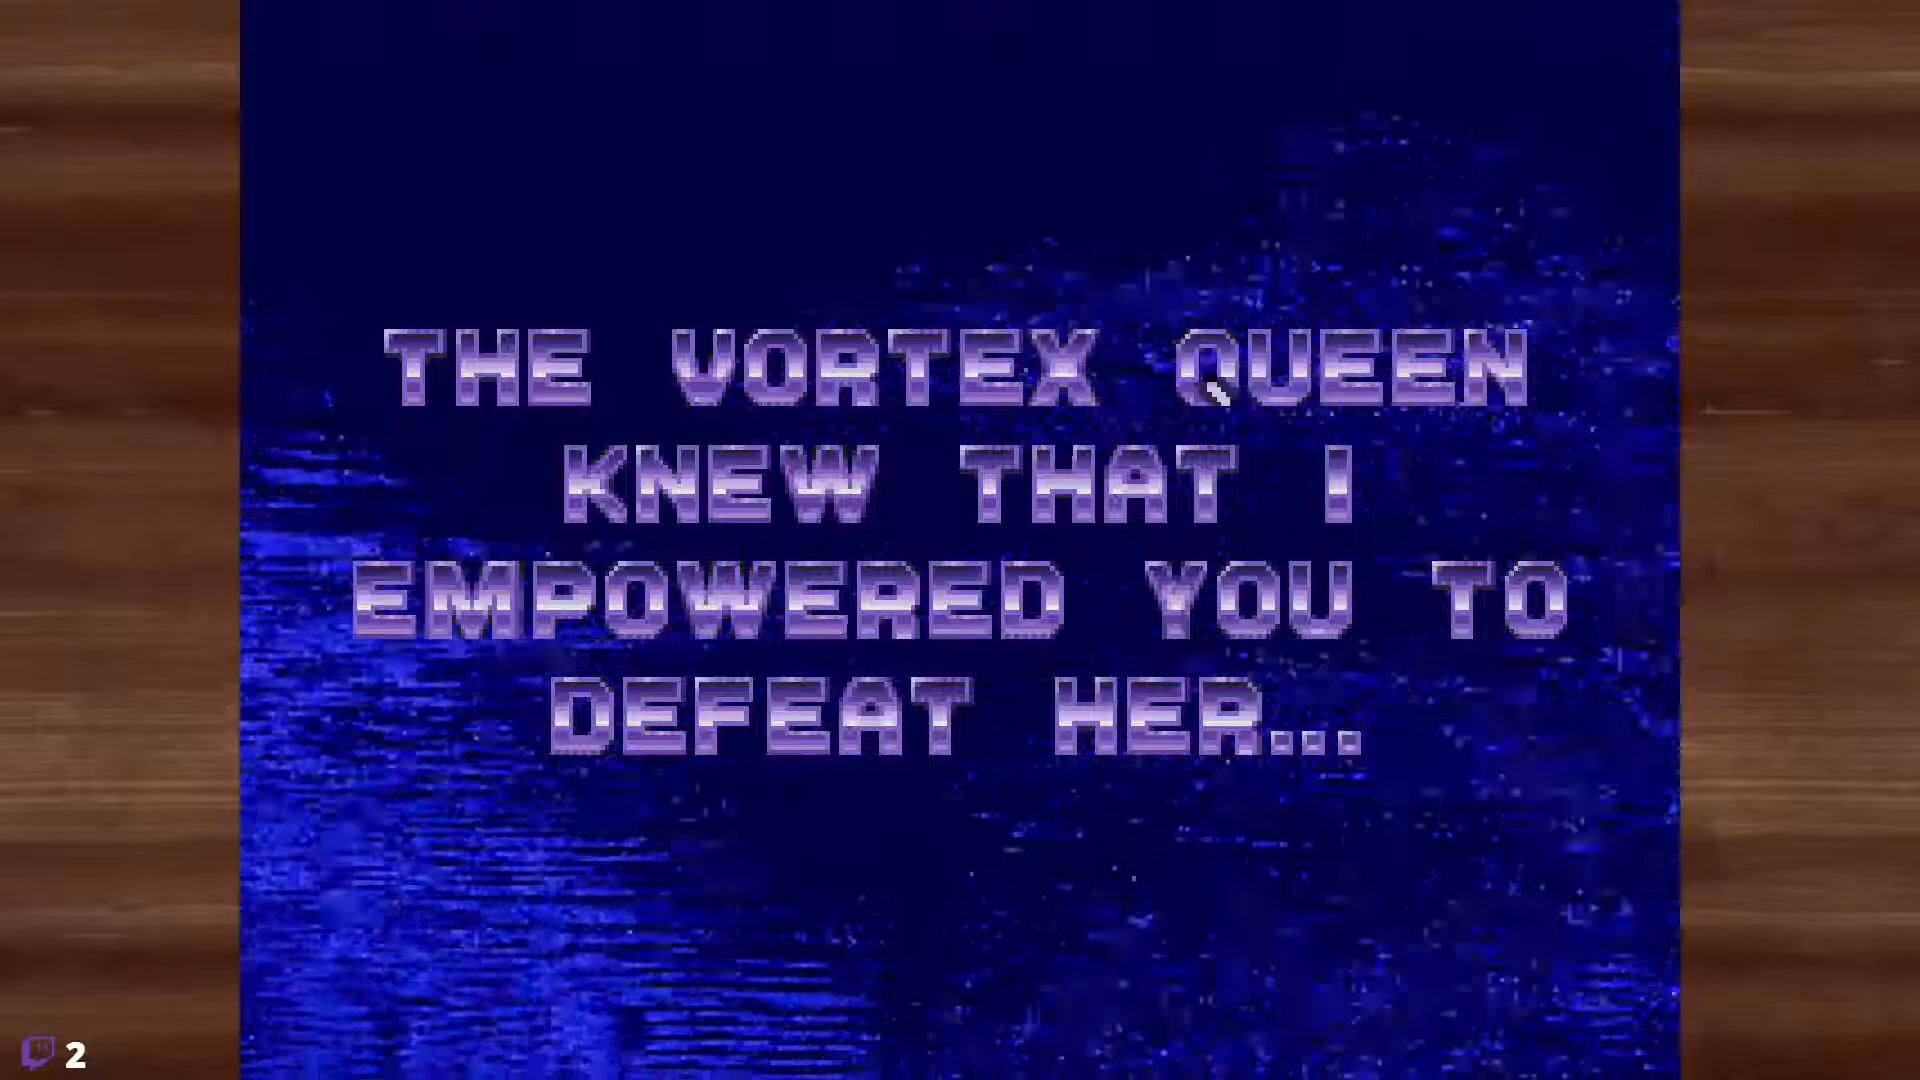 THE VORTEX QUEEN
KNEW THAT I
EMPOWERED YOU TO
DEFEAT HER...
2